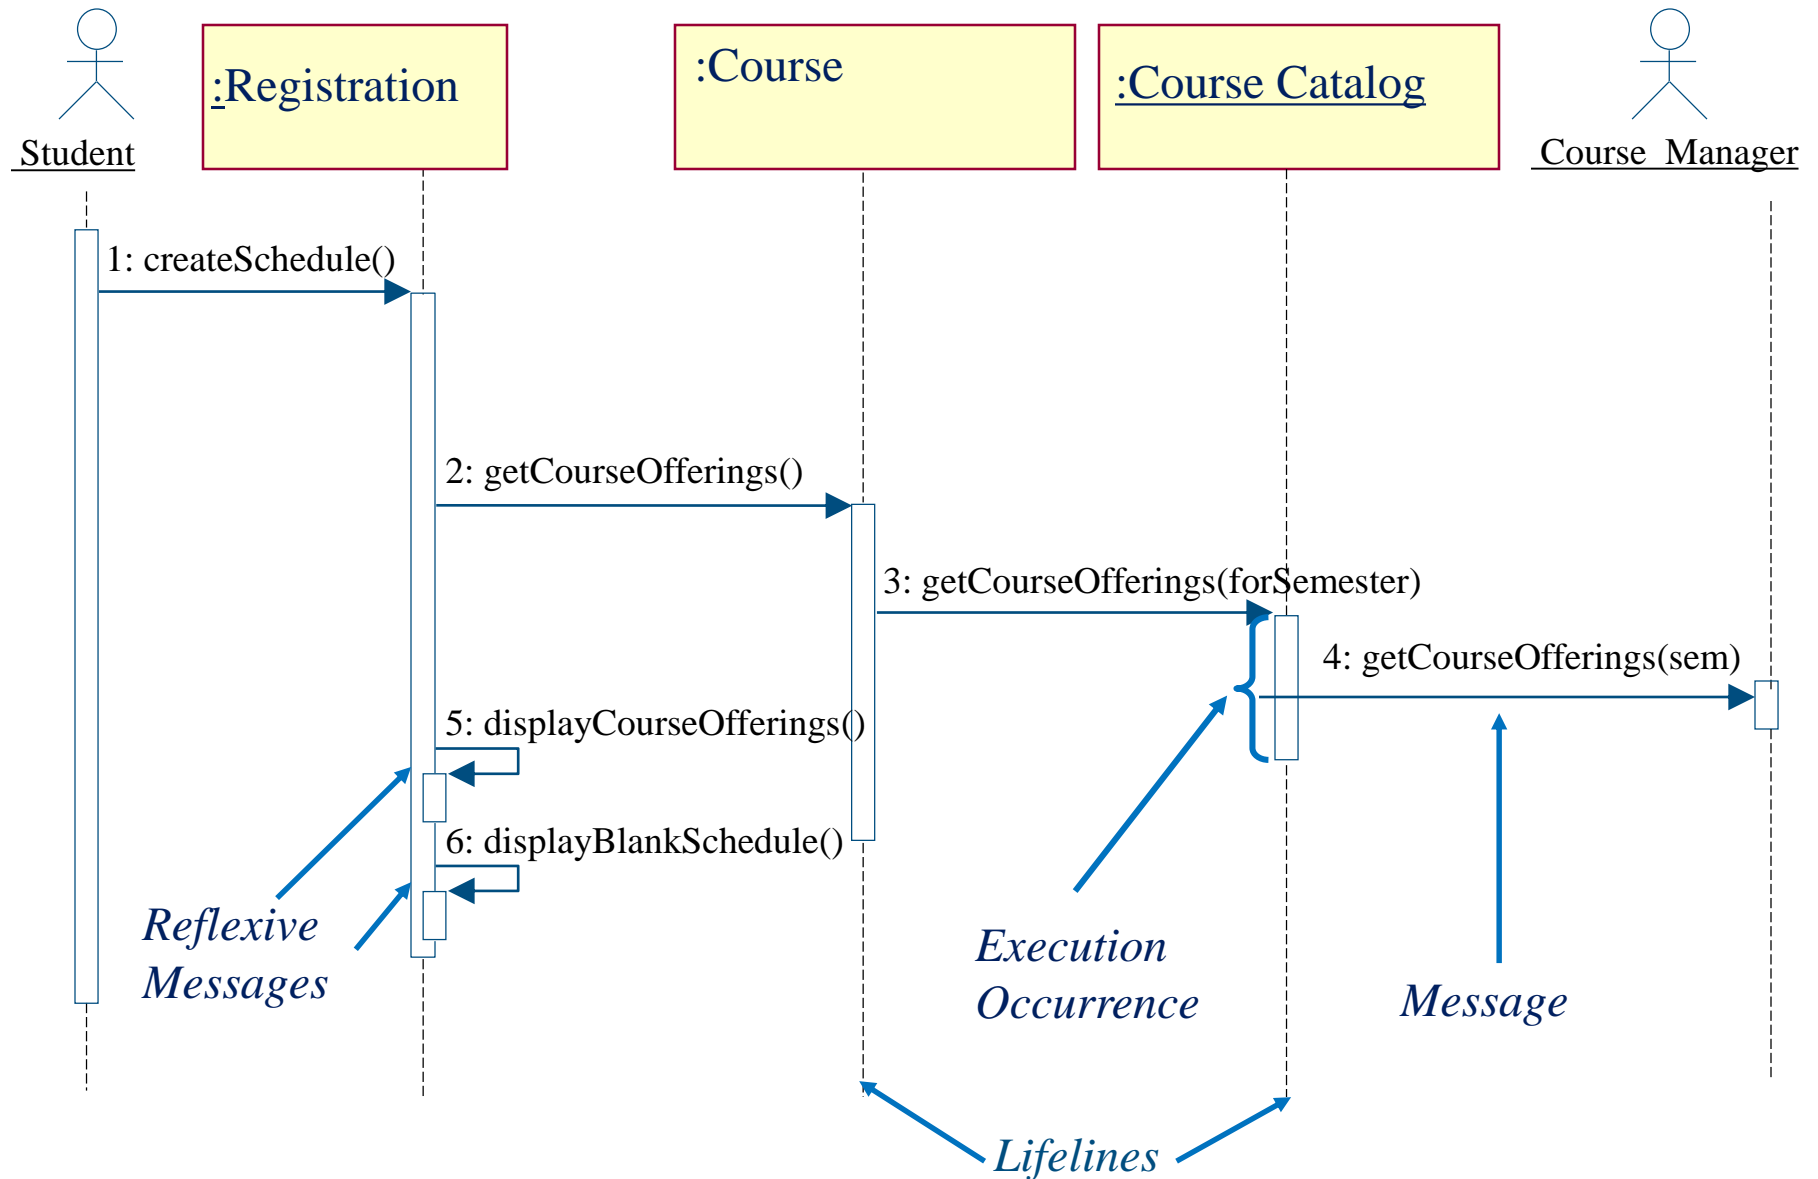 Student
:Registration
:Course
:Course Catalog
Course Manager
1: createSchedule()
2: getCourseOfferings()
3: getCourseOfferings(forSemester)
4: getCourseOfferings(sem)
5: displayCourseOfferings()
6: displayBlankSchedule()
Reflexive
Messages
Execution
Occurrence
Message
Lifelines